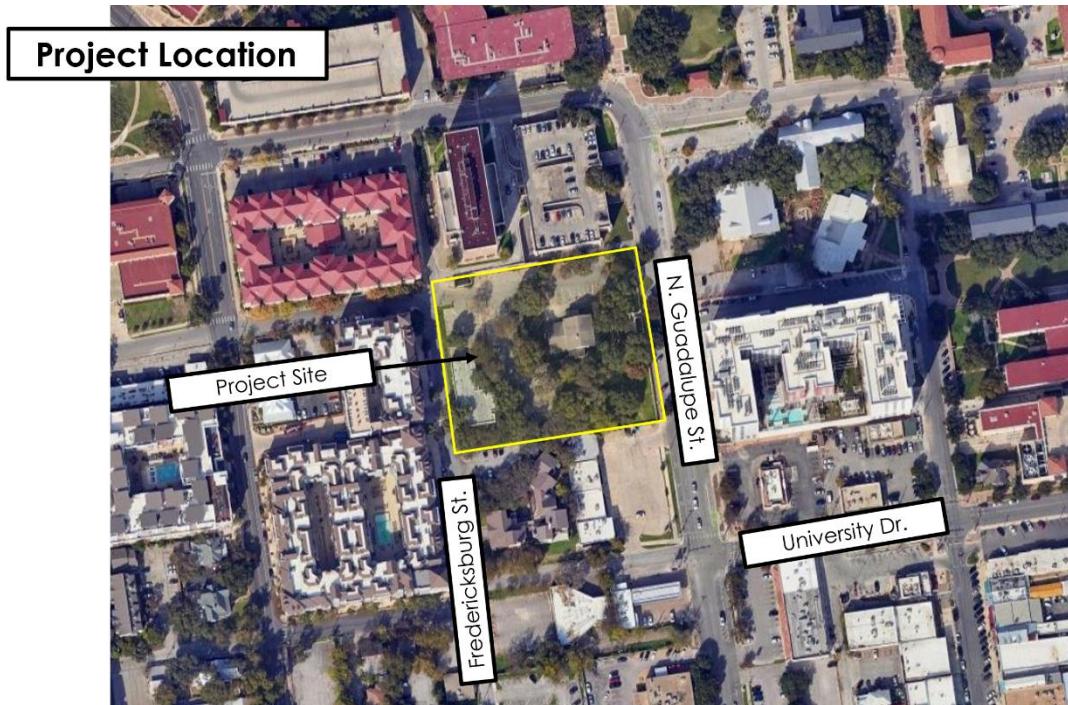 Project Location
Project Site
N. Guadalupe St.
Fredericksburg St.
University Dr.